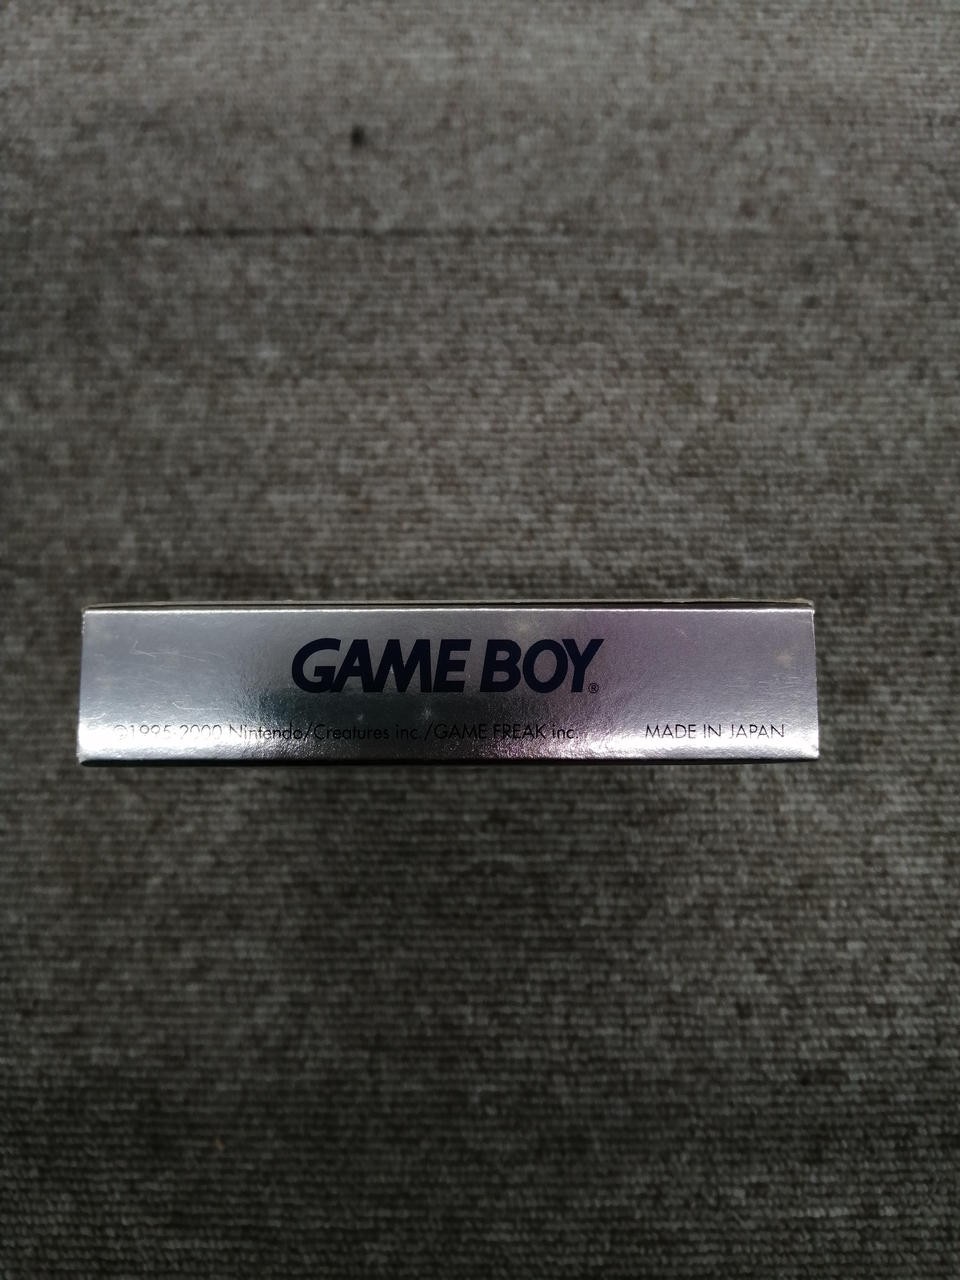 GAME BOY®
©1995,2000 Nintendo/Creatures inc./GAME FREAK inc. MADE IN JAPAN